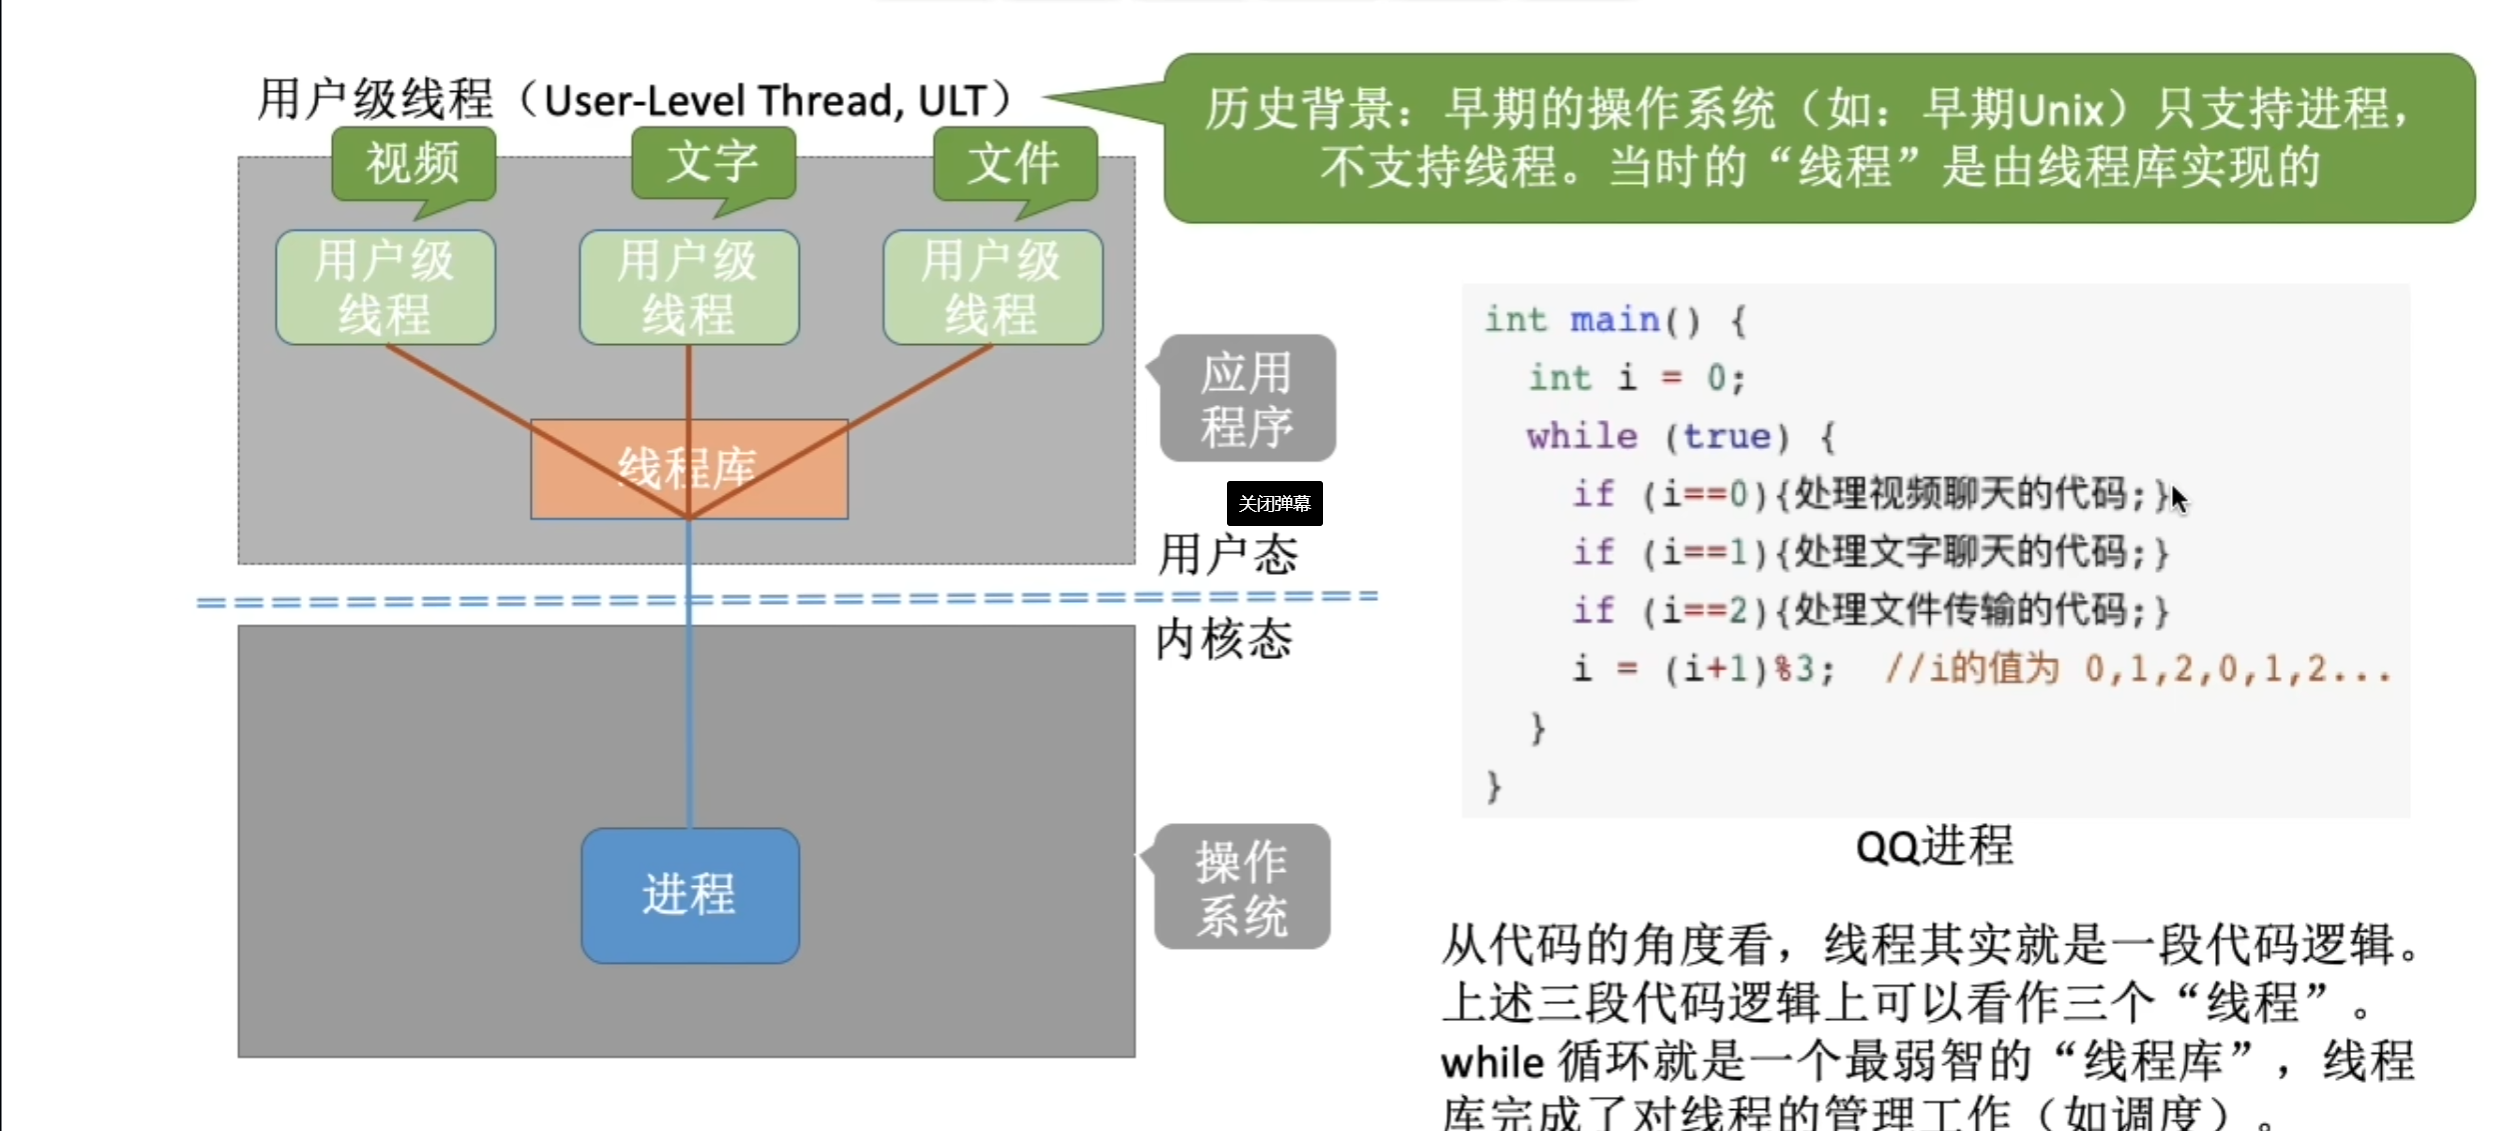 用户级线程（User-Level Thread, ULT）
历史背景：早期的操作系统（如：早期Unix）只支持进程，
不支持线程。当时的“线程”是由线程库实现的
视频
文字
文件
用户级
线程
用户级
线程
用户级
线程
线程库
应用
程序
关闭弹幕
用户态
内核态
进程
操作
系统
int main() {
int i = 0;
while (true) {
if (i==0){处理视频聊天的代码;}
if (i==1){处理文字聊天的代码;}
if (i==2){处理文件传输的代码;}
i = (i+1)%3; //i的值为 0,1,2,0,1,2...
}
}
QQ进程
从代码的角度看，线程其实就是一段代码逻辑。
上述三段代码逻辑上可以看作三个“线程”。
while 循环就是一个最弱智的“线程库”，线程
库完成了对线程的管理工作（如调度）。